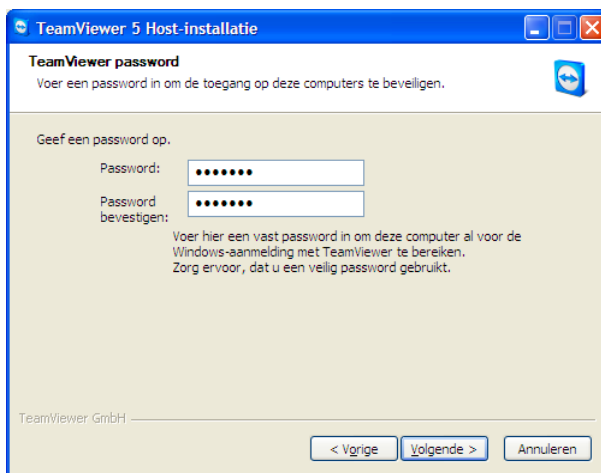 TeamViewer 5 Host-installatie
TeamViewer password
Voer een password in om de toegang op deze computers te beveiligen.
Geef een password op.
Password:
•••••••
Password
bevestigen:
•••••••
Voer hier een vast password in om deze computer al voor de
Windows-aanmelding met TeamViewer te bereiken.
Zorg ervoor, dat u een veilig password gebruikt.
TeamViewer GmbH
< Vorige
Volgende >
Annuleren